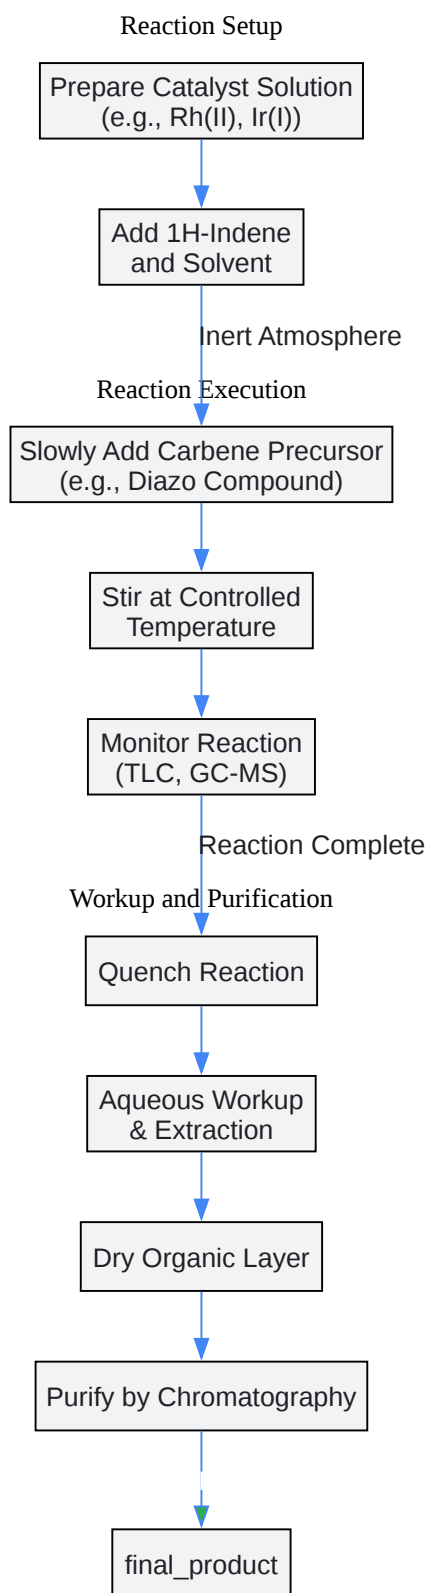 Reaction Setup
Prepare Catalyst Solution
(e.g., Rh(II), Ir(I))
Add 1H-Indene
and Solvent
Inert Atmosphere
Reaction Execution
Slowly Add Carbene Precursor
(e.g., Diazo Compound)
Stir at Controlled
Temperature
Monitor Reaction
(TLC, GC-MS)
Reaction Complete
Workup and Purification
Quench Reaction
Aqueous Workup
& Extraction
Dry Organic Layer
Purify by Chromatography
final_product